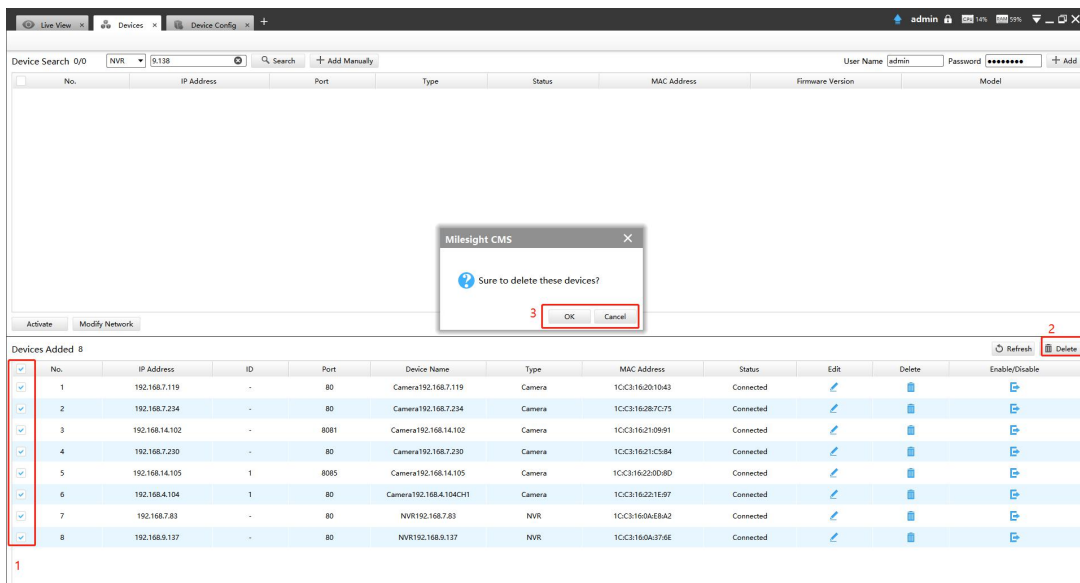 Live View × Devices × Device Config × + admin CPU 14% RAM 59%
Device Search 0/0 NVR 9.138 Search + Add Manually User Name admin Password ●●●●●●●● + Add
No. IP Address Port Type Status MAC Address Firmware Version Model
Milesight CMS
Sure to delete these devices?
3 OK Cancel
Activate Modify Network
2
Devices Added 8 Refresh Delete
No. IP Address ID Port Device Name Type MAC Address Status Edit Delete Enable/Disable
1 192.168.7.119 - 80 Camera192.168.7.119 Camera 1C:C3:16:20:10:43 Connected
2 192.168.7.234 - 80 Camera192.168.7.234 Camera 1C:C3:16:28:7C:75 Connected
3 192.168.14.102 - 8081 Camera192.168.14.102 Camera 1C:C3:16:21:09:91 Connected
4 192.168.7.230 - 80 Camera192.168.7.230 Camera 1C:C3:16:21:C5:84 Connected
5 192.168.14.105 1 8085 Camera192.168.14.105 Camera 1C:C3:16:22:0D:8D Connected
6 192.168.4.104 1 80 Camera192.168.4.104CH1 Camera 1C:C3:16:22:1E:97 Connected
7 192.168.7.83 - 80 NVR192.168.7.83 NVR 1C:C3:16:0A:E8:A2 Connected
8 192.168.9.137 - 80 NVR192.168.9.137 NVR 1C:C3:16:0A:37:6E Connected
1